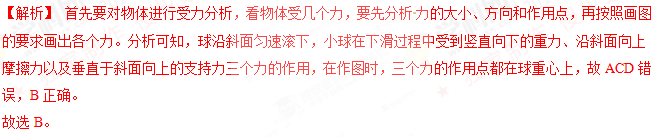 【解析】 首先要对物体进行受力分析，看物体受几个力，要先分析·力的大小、方向和作用点，再按照画图
的要求画出各个力。分析可知，球沿斜面匀速滚下，小球在下滑过程中受到竖直向下的重力、沿斜面向上
摩擦力以及垂直于斜面向上的支持力三个力的作用，在作图时，三个力的作用点都在球重心上，故 ACD 错
误，B 正确。
故选 B。